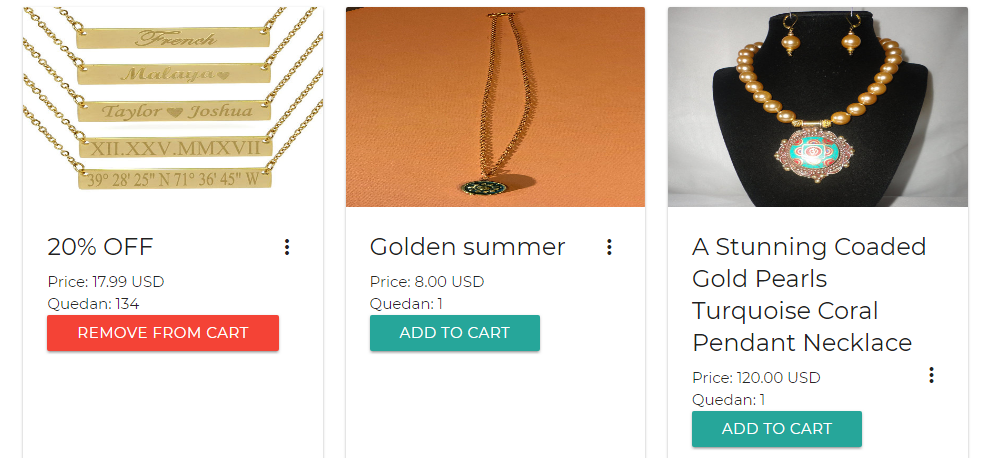 French
Malaya
Taylor ♥ Joshua
XII.XXV.MMXVII
39° 28' 25" N 71° 36' 45" W
20% OFF
Price: 17.99 USD
Quedan: 134
REMOVE FROM CART
Golden summer
Price: 8.00 USD
Quedan: 1
ADD TO CART
A Stunning Coaded
Gold Pearls
Turquoise Coral
Pendant Necklace
Price: 120.00 USD
Quedan: 1
ADD TO CART